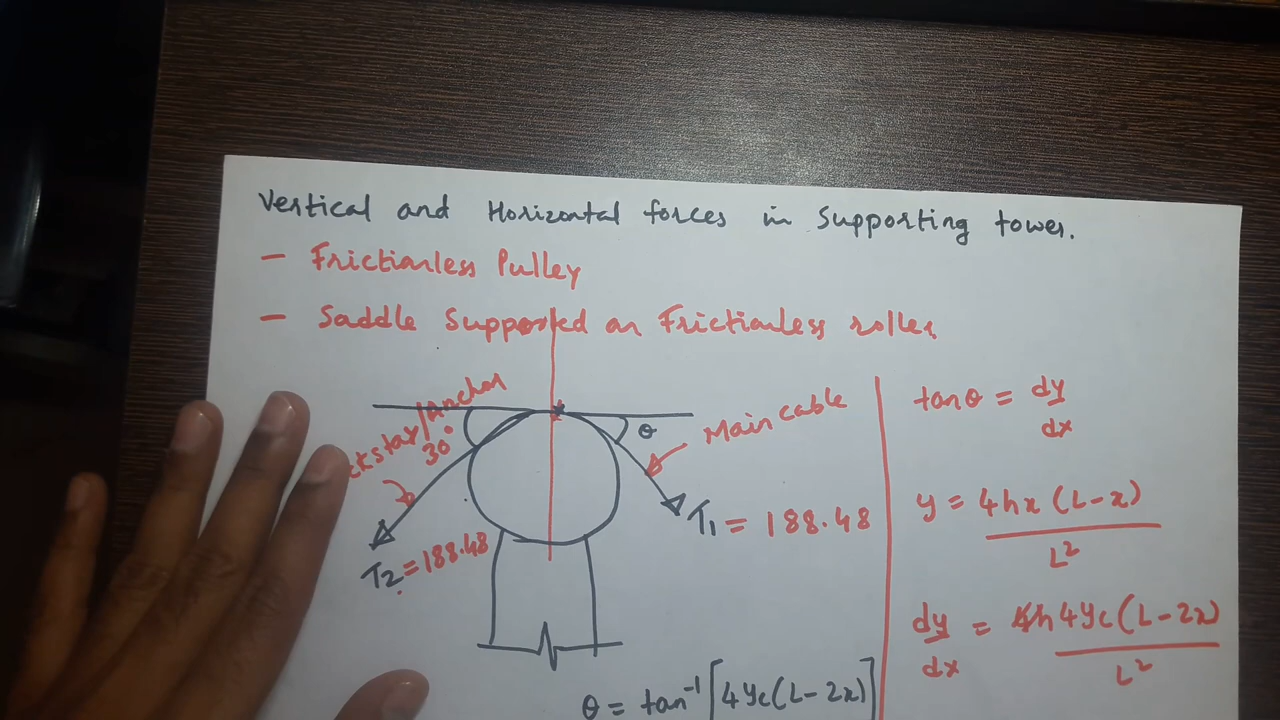 Vertical and Horizontal forces in supporting tower.
- Frictionless Pulley
- Saddle Supported on Frictionless roller
/Anchor
30°
θ
Main cable
T₁ = 188.48
T₂ = 188.48
tanθ = dy/dx
y = 4hx(L-x)/L²
dy/dx = 4yc(L-2x)/L²
θ = tan⁻¹[4yc(L-2x)]